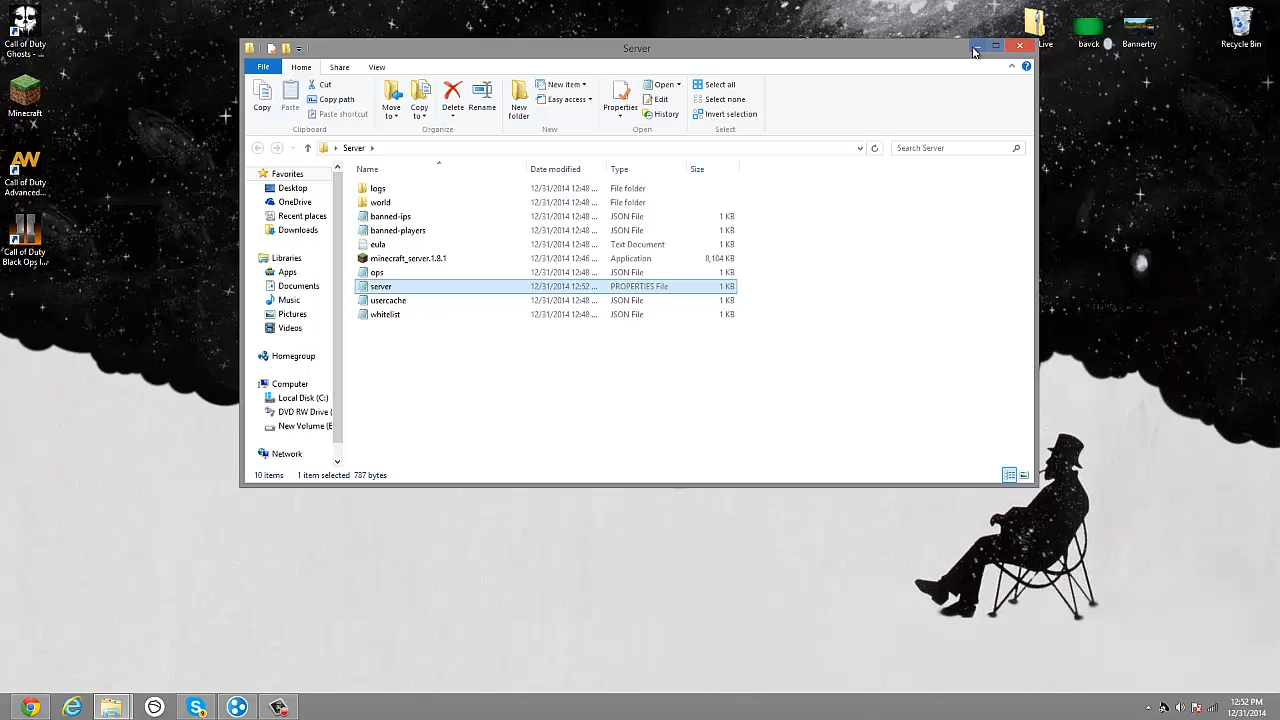 Call of Duty
Ghosts - ...
Minecraft
Call of Duty
Advanced...
Call of Duty
Black Ops I...
Live
bavck
Bannertry
Recycle Bin
Server
File
Home
Share
View
Copy
Paste
Cut
Copy path
Paste shortcut
Clipboard
Move
to
Copy
to
Delete
Rename
Organize
New
folder
New item
Easy access
New
Properties
Open
Edit
History
Open
Select all
Select none
Invert selection
Select
Server
Search Server
Name
Date modified
Type
Size
Favorites
Desktop
OneDrive
Recent places
Downloads
Libraries
Apps
Documents
Music
Pictures
Videos
Homegroup
Computer
Local Disk (C:)
DVD RW Drive (
New Volume (E
Network
logs 12/31/2014 12:48 ... File folder
world 12/31/2014 12:48 ... File folder
banned-ips 12/31/2014 12:48 ... JSON File 1 KB
banned-players 12/31/2014 12:48 ... JSON File 1 KB
eula 12/31/2014 12:48 ... Text Document 1 KB
minecraft_server.1.8.1 12/31/2014 12:46 ... Application 8,104 KB
ops 12/31/2014 12:48 ... JSON File 1 KB
server 12/31/2014 12:52 ... PROPERTIES File 1 KB
usercache 12/31/2014 12:48 ... JSON File 1 KB
whitelist 12/31/2014 12:48 ... JSON File 1 KB
10 items 1 item selected 787 bytes
12:52 PM
12/31/2014